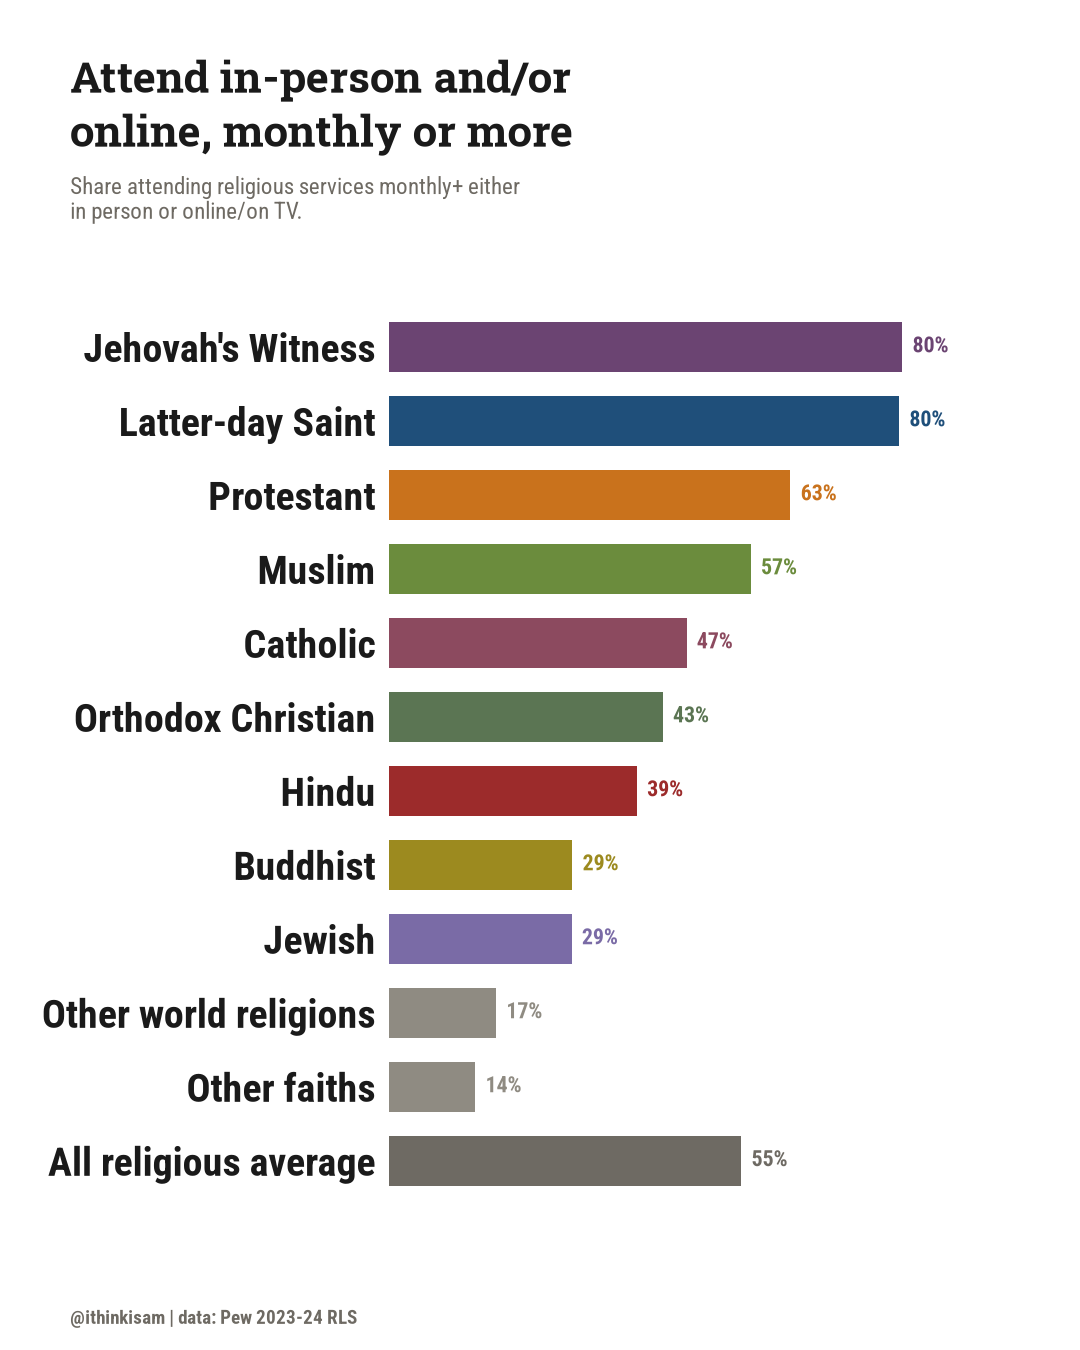 Attend in-person and/or
online, monthly or more
Share attending religious services monthly+ either
in person or online/on TV.
Jehovah's Witness 80%
Latter-day Saint 80%
Protestant 63%
Muslim 57%
Catholic 47%
Orthodox Christian 43%
Hindu 39%
Buddhist 29%
Jewish 29%
Other world religions 17%
Other faiths 14%
All religious average 55%
@ithinkisam | data: Pew 2023-24 RLS